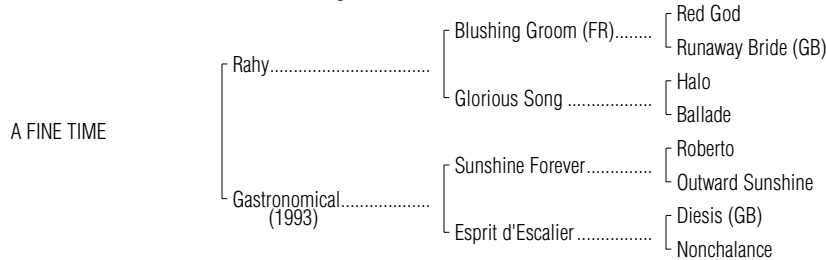 Red God
Blushing Groom (FR)........
Runaway Bride (GB)
Rahy.................................
Halo
Glorious Song ..................
Ballade
A FINE TIME
Roberto
Sunshine Forever..............
Outward Sunshine
Gastronomical..................
(1993)
Diesis (GB)
Esprit d'Escalier ................
Nonchalance